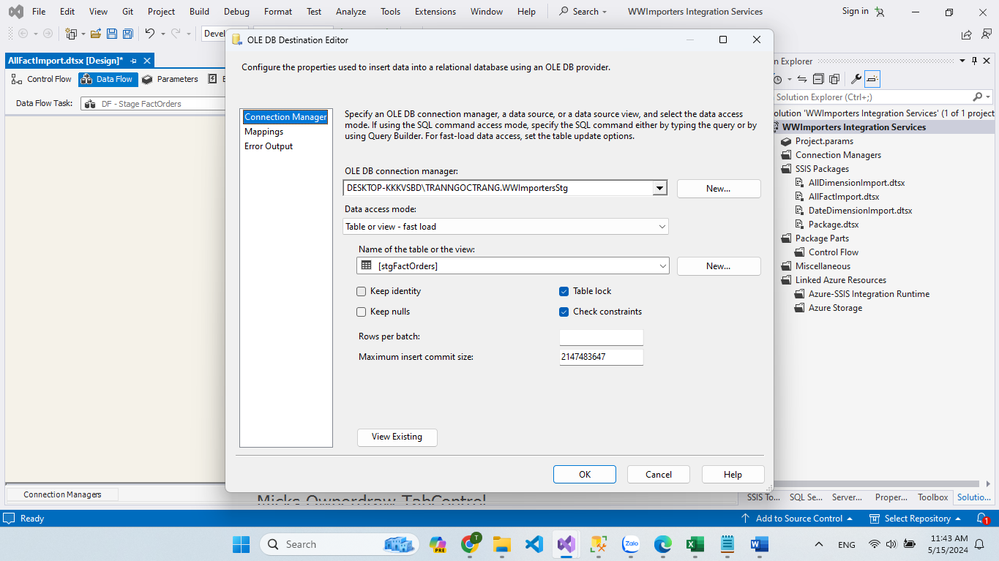 File Edit View Git Project Build Debug Format Test Analyze Tools Extensions Window Help Search WWImporters Integration Services Sign in
Devel
AllFactImport.dtsx [Design]*
Control Flow Data Flow Parameters E
Data Flow Task: DF - Stage FactOrders
OLE DB Destination Editor
Configure the properties used to insert data into a relational database using an OLE DB provider.
Connection Manager
Mappings
Error Output
Specify an OLE DB connection manager, a data source, or a data source view, and select the data access
mode. If using the SQL command access mode, specify the SQL command either by typing the query or by
using Query Builder. For fast-load data access, set the table update options.
OLE DB connection manager:
DESKTOP-KKKVSBD\TRANNGOCTRANG.WWImportersStg New...
Data access mode:
Table or view - fast load
Name of the table or the view:
[stgFactOrders] New...
Keep identity Table lock
Keep nulls Check constraints
Rows per batch:
Maximum insert commit size: 2147483647
View Existing
OK Cancel Help
n Explorer
Solution Explorer (Ctrl+;)
olution 'WWImporters Integration Services' (1 of 1 project
WWImporters Integration Services
Project.params
Connection Managers
SSIS Packages
AllDimensionImport.dtsx
AllFactImport.dtsx
DateDimensionImport.dtsx
Package.dtsx
Package Parts
Control Flow
Miscellaneous
Linked Azure Resources
Azure-SSIS Integration Runtime
Azure Storage
Connection Managers
Micks Ownerdraw TabControl
SSIS To... SQL Se... Server... Proper... Toolbox Solutio...
Ready Add to Source Control Select Repository 1
Search PRE T Zalo ENG 11:43 AM
5/15/2024